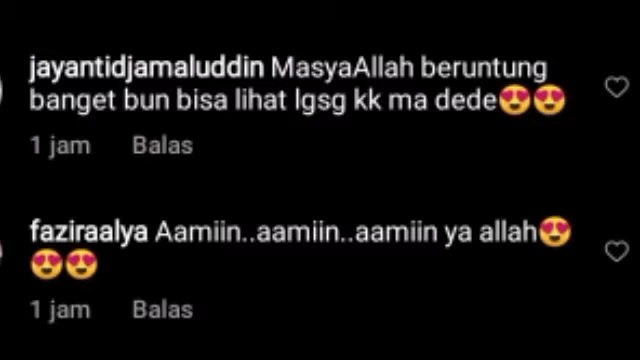 jayantidjamaluddin MasyaAllah beruntung
banget bun bisa lihat lgsg kk ma dede😍😍
1 jam Balas
faziraalya Aamiin..aamiin..aamiin ya allah😍
😍😍
1 jam Balas